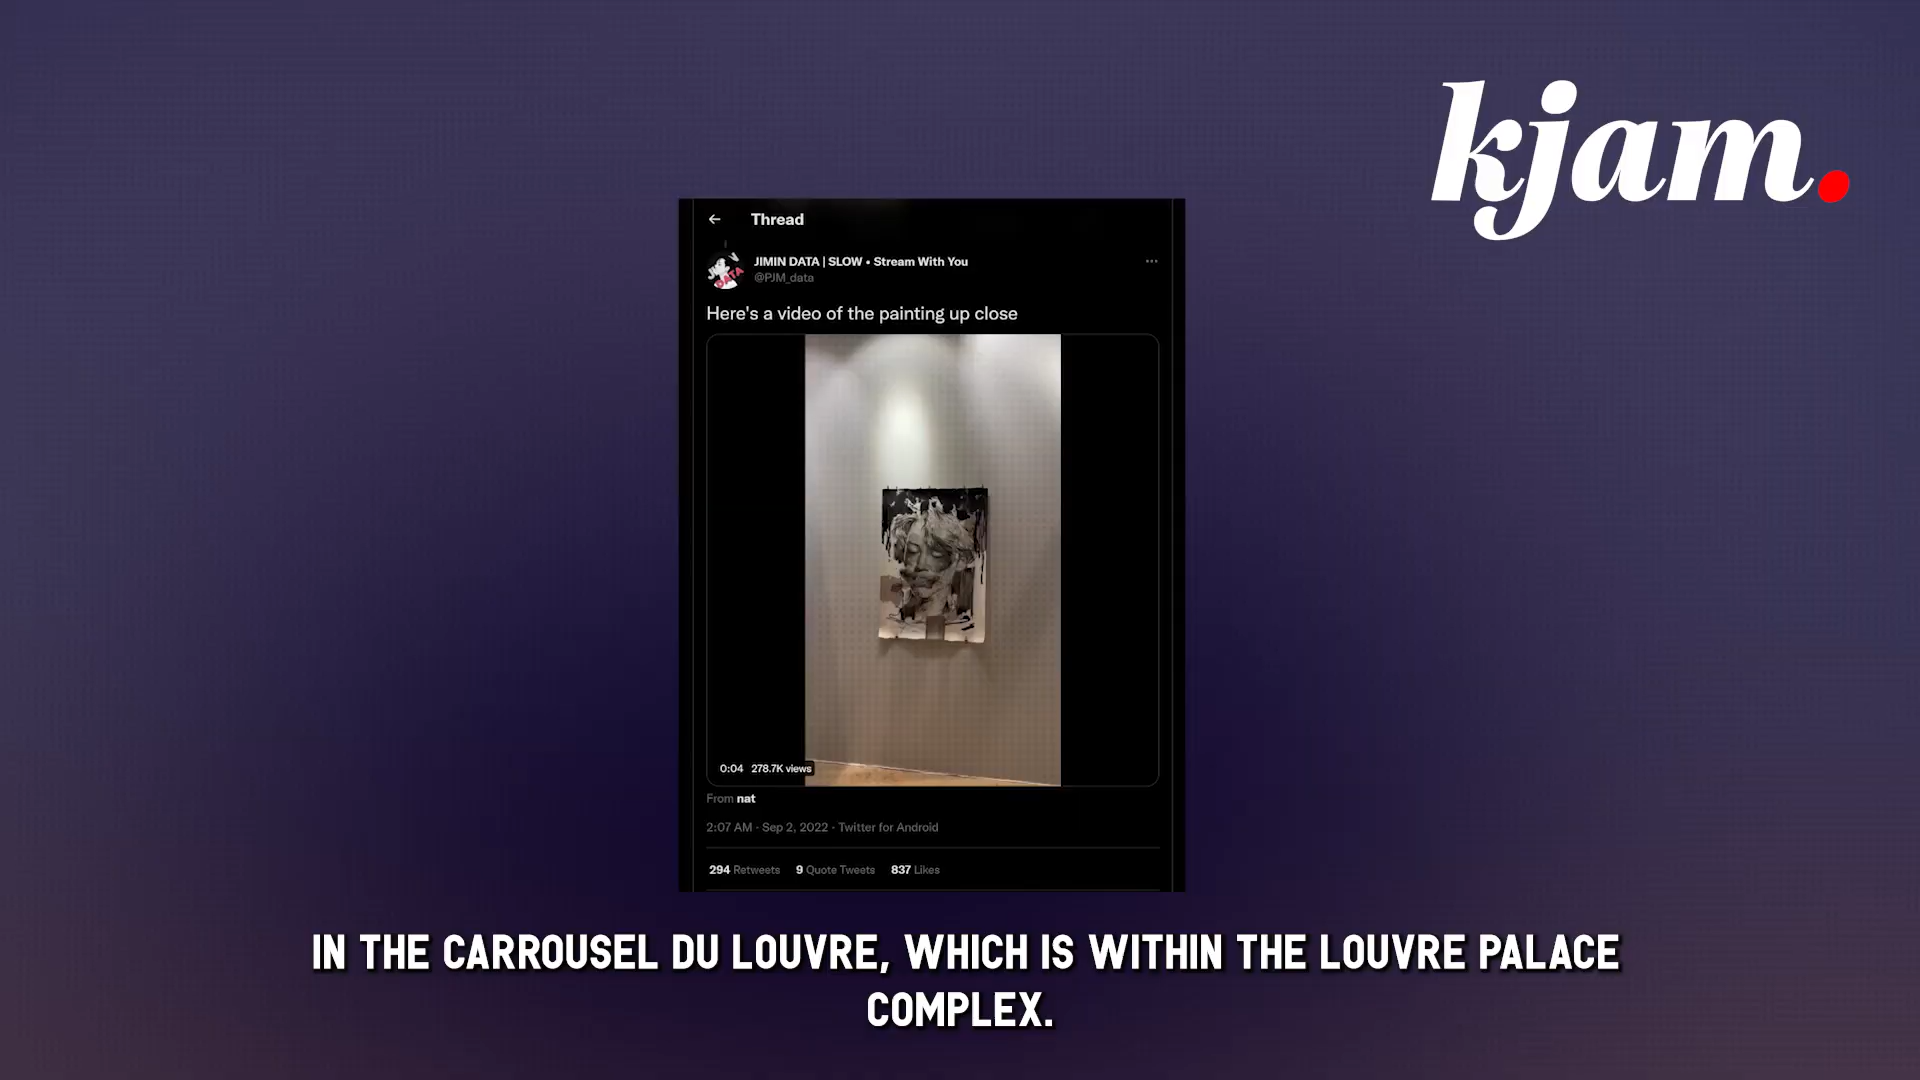 kjam.
Thread
JIMIN DATA | SLOW • Stream With You
@PJM_data
Here's a video of the painting up close
0:04 278.7K views
From nat
2:07 AM · Sep 2, 2022 · Twitter for Android
294 Retweets 9 Quote Tweets 837 Likes
IN THE CARROUSEL DU LOUVRE, WHICH IS WITHIN THE LOUVRE PALACE
COMPLEX.